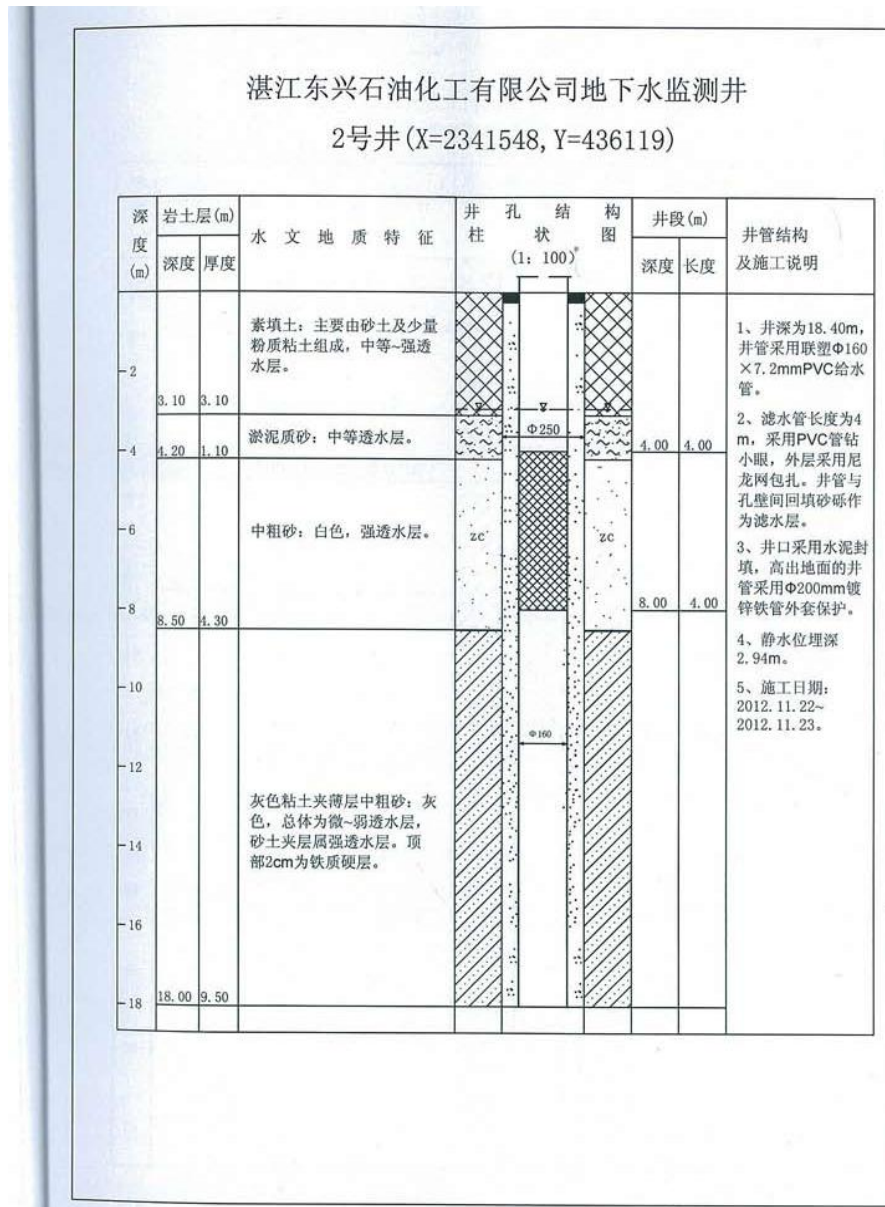 湛江东兴石油化工有限公司地下水监测井
2号井(X=2341548,Y=436119)
深度(m)
岩土层(m)
深度 厚度
水文地质特征
井孔结构
柱状图
(1: 100)
井段(m)
深度 长度
井管结构
及施工说明
2
4
6
8
10
12
14
16
18
3.10 3.10
4.20 1.10
8.50 4.30
18.00 9.50
素填土：主要由砂土及少量
粉质粘土组成，中等~强透
水层。
淤泥质砂：中等透水层。
中粗砂：白色，强透水层。
灰色粘土夹薄层中粗砂：灰
色，总体为微~弱透水层，
砂土夹层属强透水层。顶
部2cm为铁质硬层。
Φ250
zc
zc
Φ160
4.00 4.00
8.00 4.00
1、井深为18.40m，
井管采用联塑Φ160
×7.2mmPVC给水
管。
2、滤水管长度为4
m，采用PVC管钻
小眼，外层采用尼
龙网包扎。井管与
孔壁间回填砂砾作
为滤水层。
3、井口采用水泥封
填，高出地面的井
管采用Φ200mm镀
锌铁管外套保护。
4、静水位埋深
2.94m。
5、施工日期：
2012.11.22~
2012.11.23。